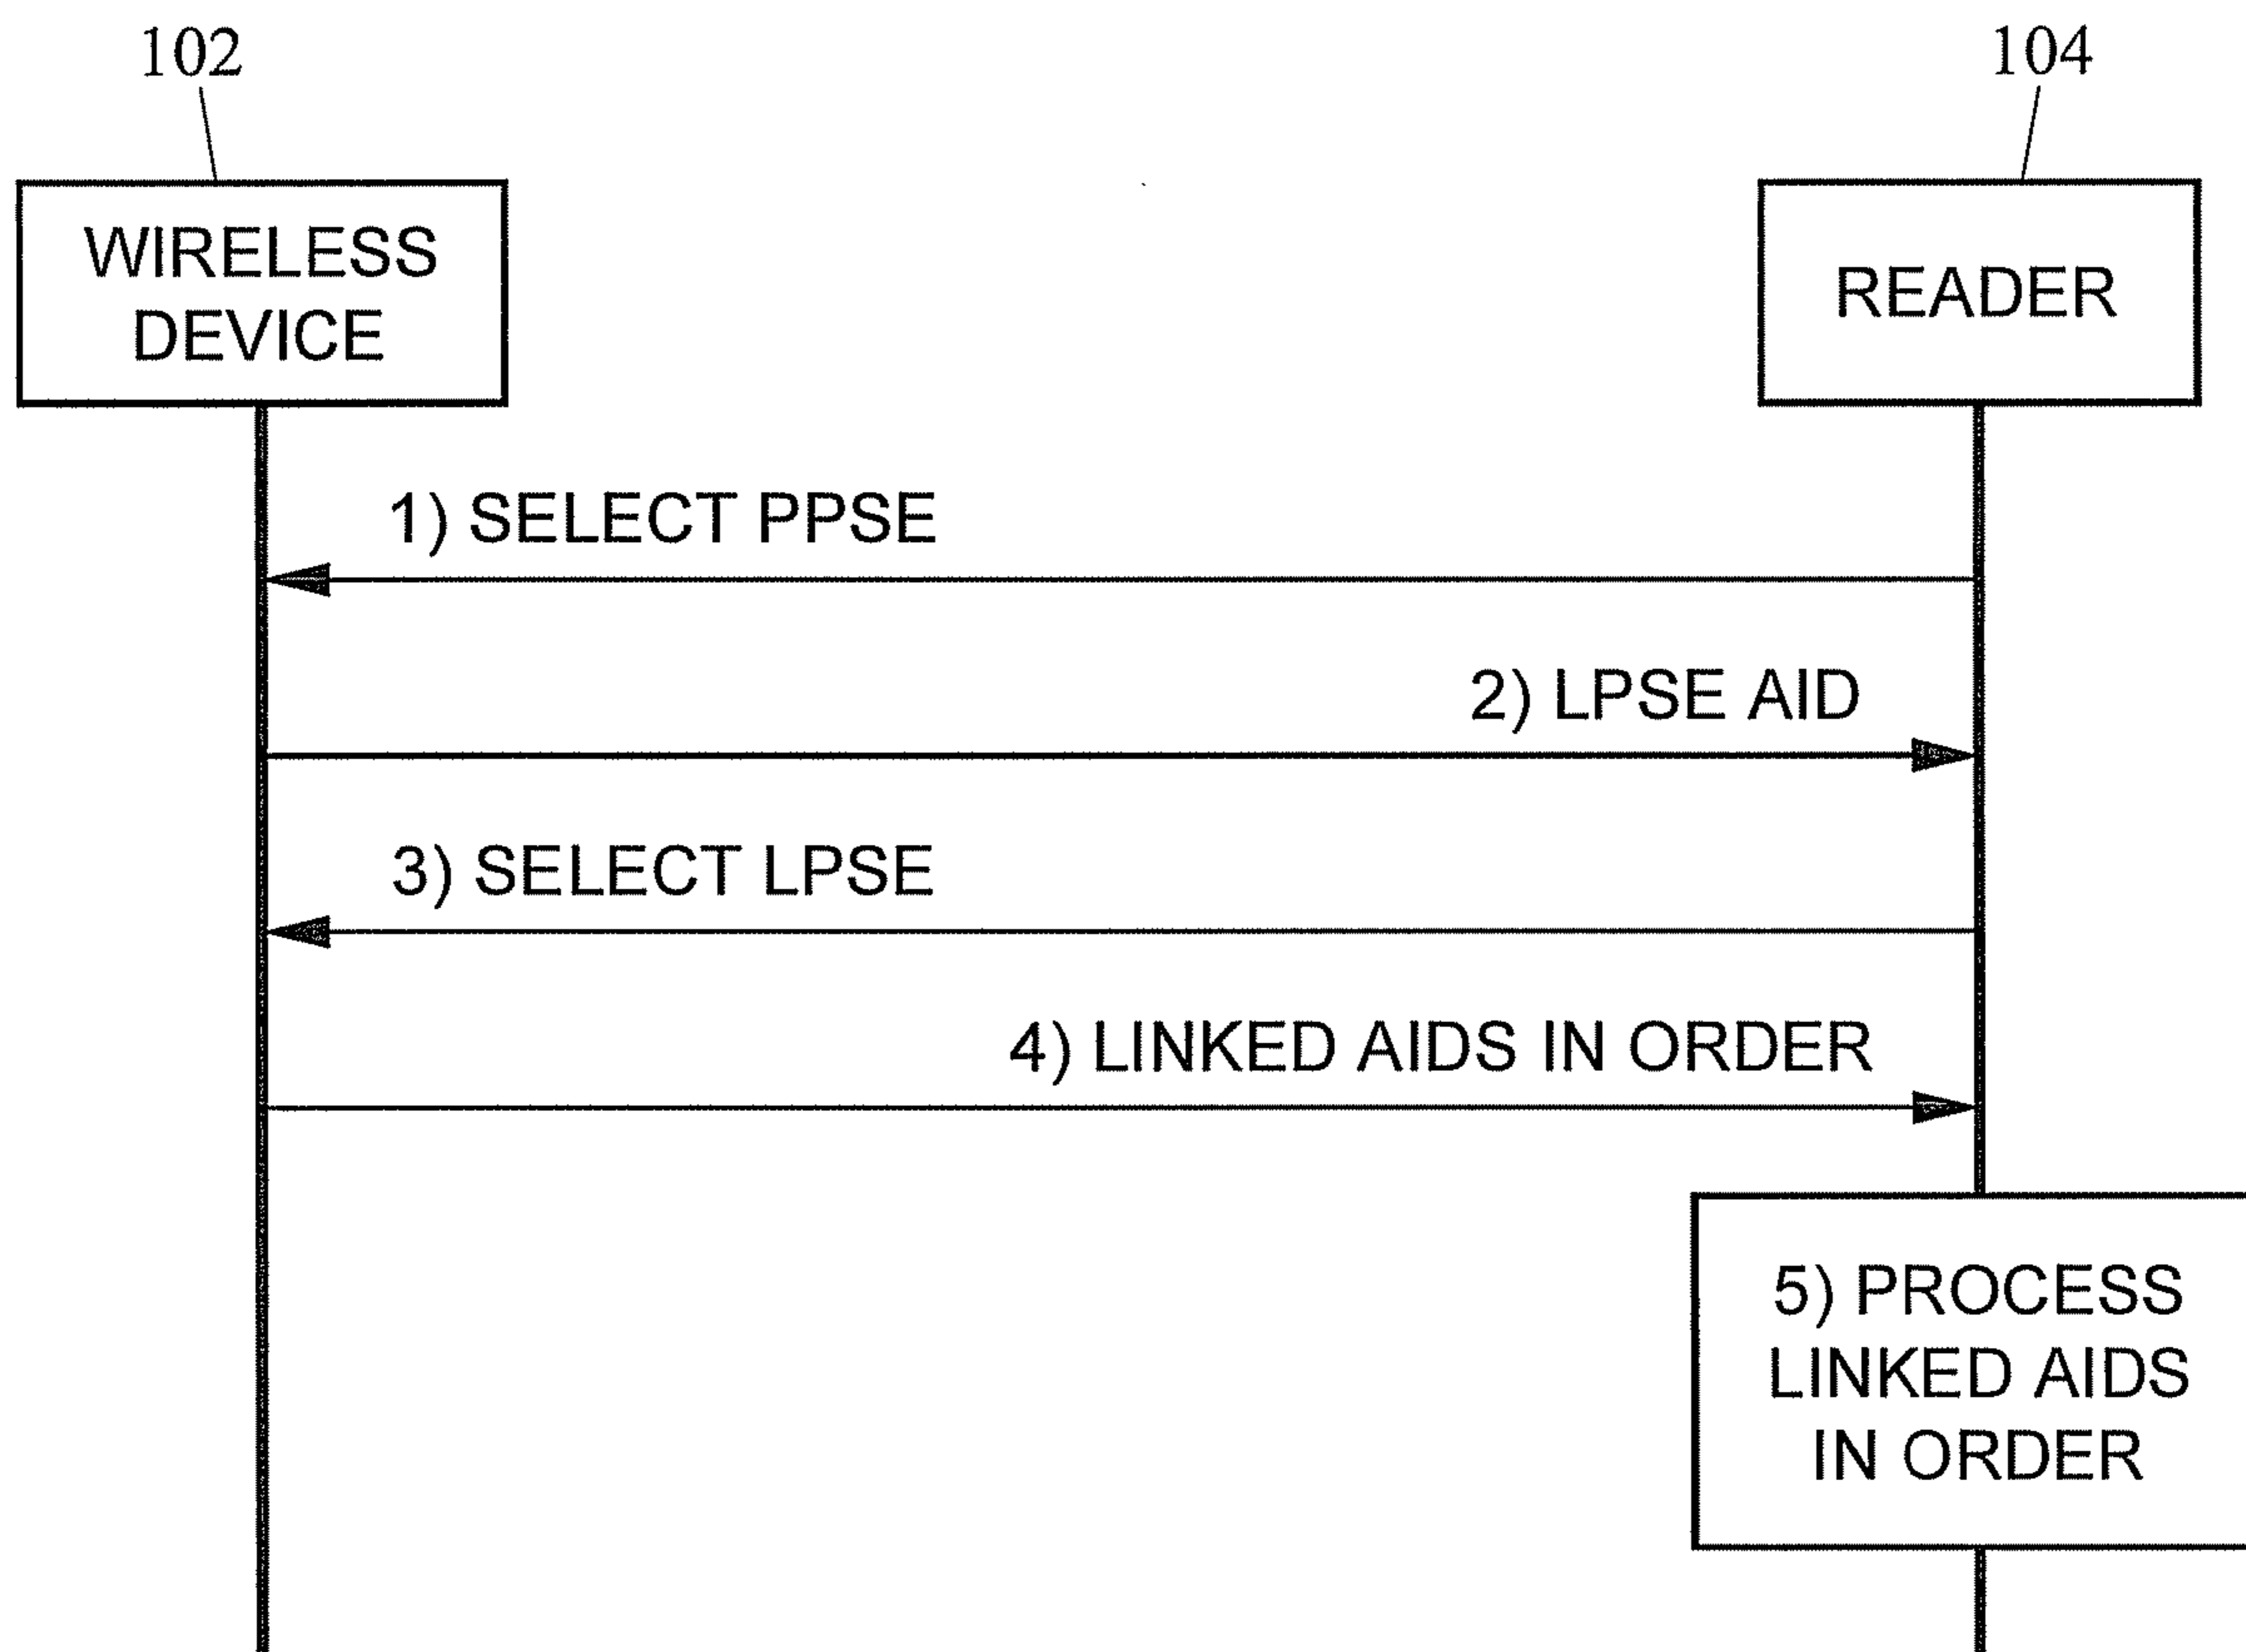 102
104
WIRELESS
DEVICE
READER
1) SELECT PPSE
2) LPSE AID
3) SELECT LPSE
4) LINKED AIDS IN ORDER
5) PROCESS
LINKED AIDS
IN ORDER